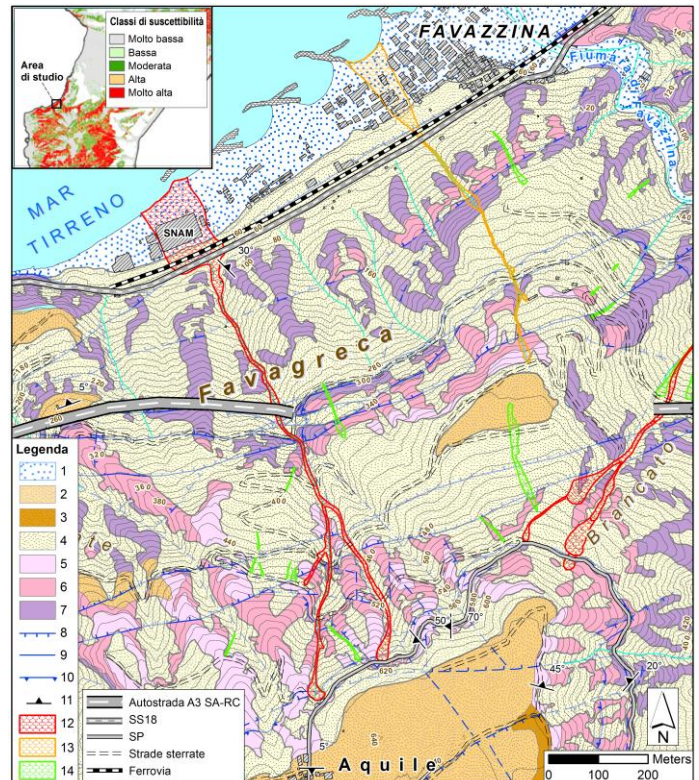 Classi di suscettibilità
Molto bassa
Bassa
Moderata
Alta
Molto alta
Area
di studio
FAVAZZINA
Fiumara di Favazzina
MAR
TIRRENO
SNAM
30°
Favagreca
5°
Brancato
50°
70°
45°
20°
5°
Aquile
Legenda
1
2
3
4
5
6
7
8
9
10
11
12
13
14
Autostrada A3 SA-RC
SS18
SP
Strade sterrate
Ferrovia
N
Meters
0
100
200